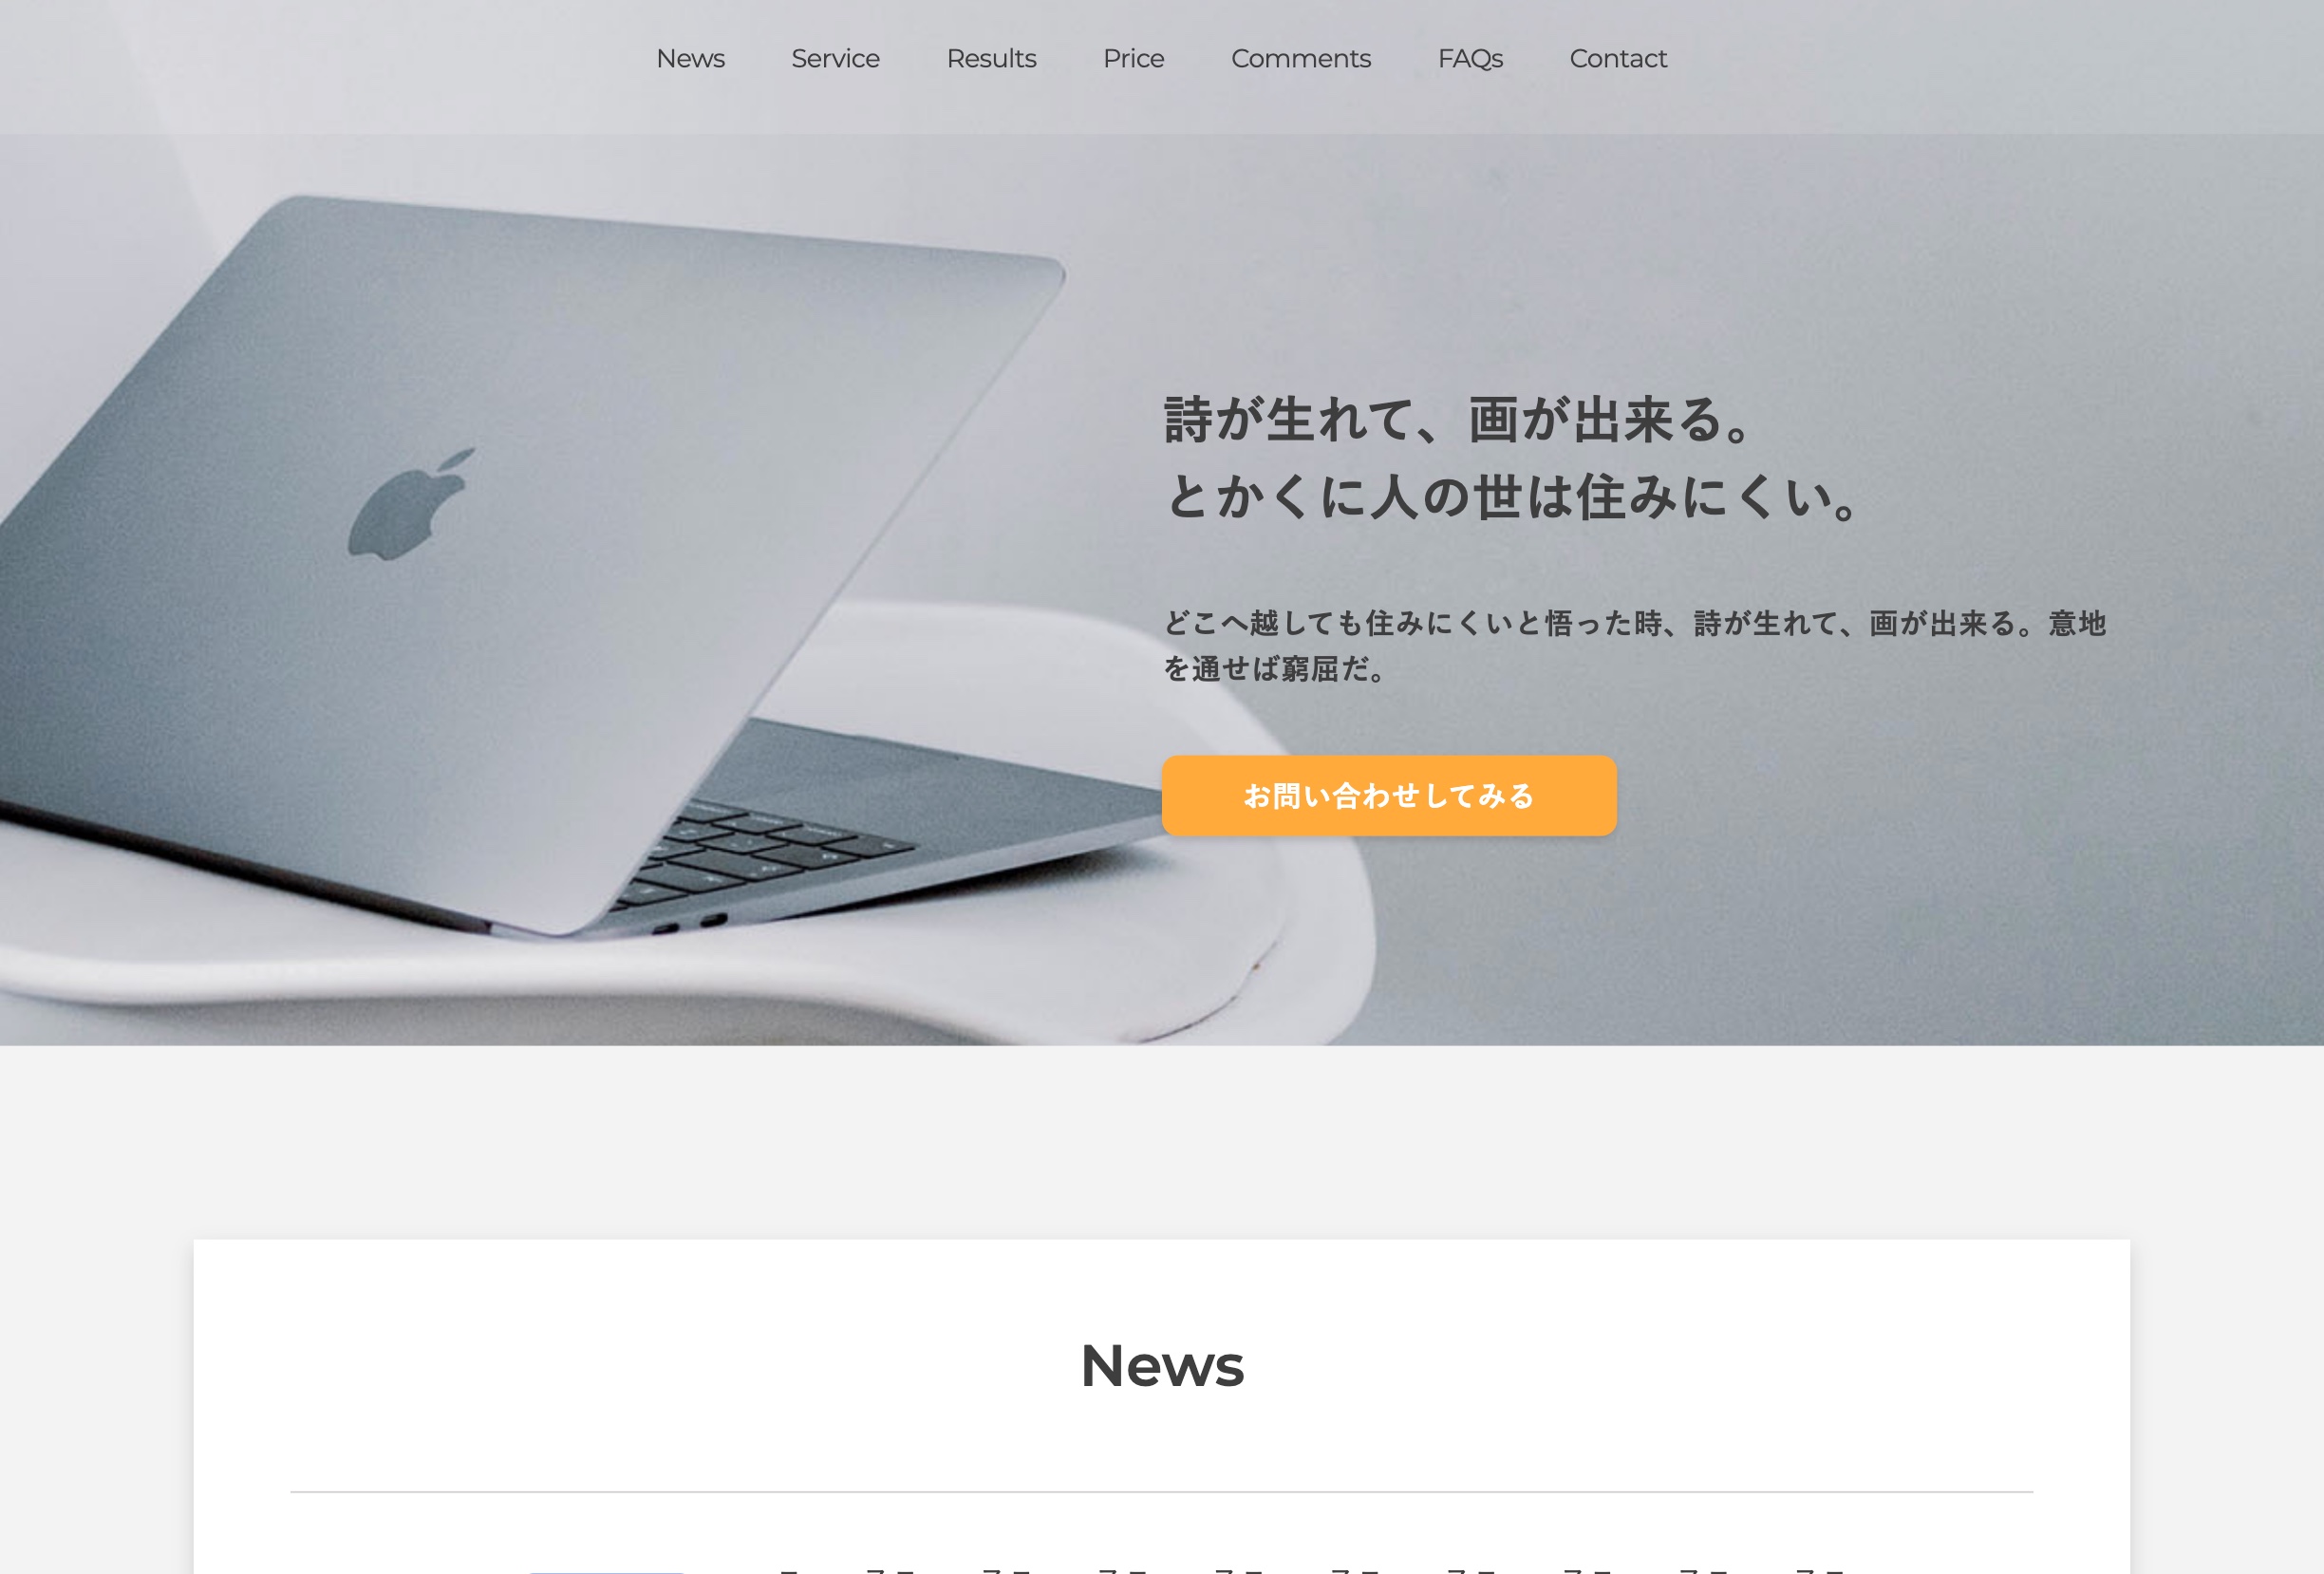 News Service Results Price Comments FAQs Contact
詩が生れて、画が出来る。
とかくに人の世は住みにくい。
どこへ越しても住みにくいと悟った時、詩が生れて、画が出来る。意地
を通せば窮屈だ。
お問い合わせしてみる
News